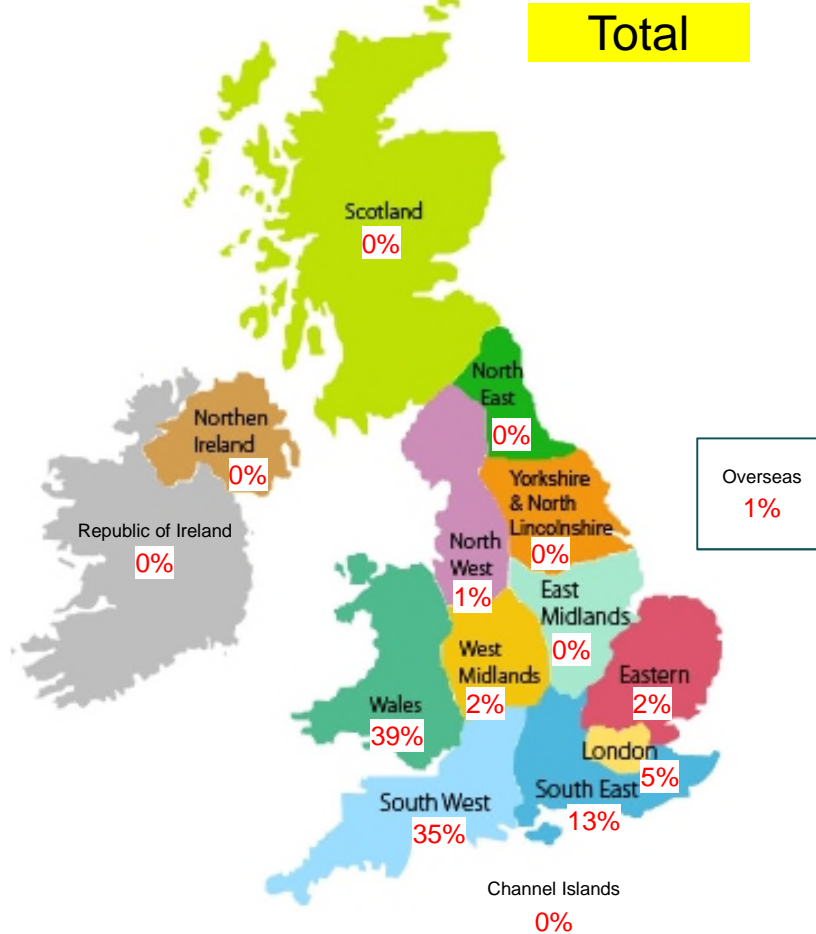 Total
Scotland
0%
North
East
0%
Northen
Ireland
0%
Republic of Ireland
0%
Yorkshire
& North
Lincolnshire
0%
Overseas
1%
North
West
1%
East
Midlands
0%
West
Midlands
2%
Eastern
2%
Wales
39%
London
5%
South East
13%
South West
35%
Channel Islands
0%